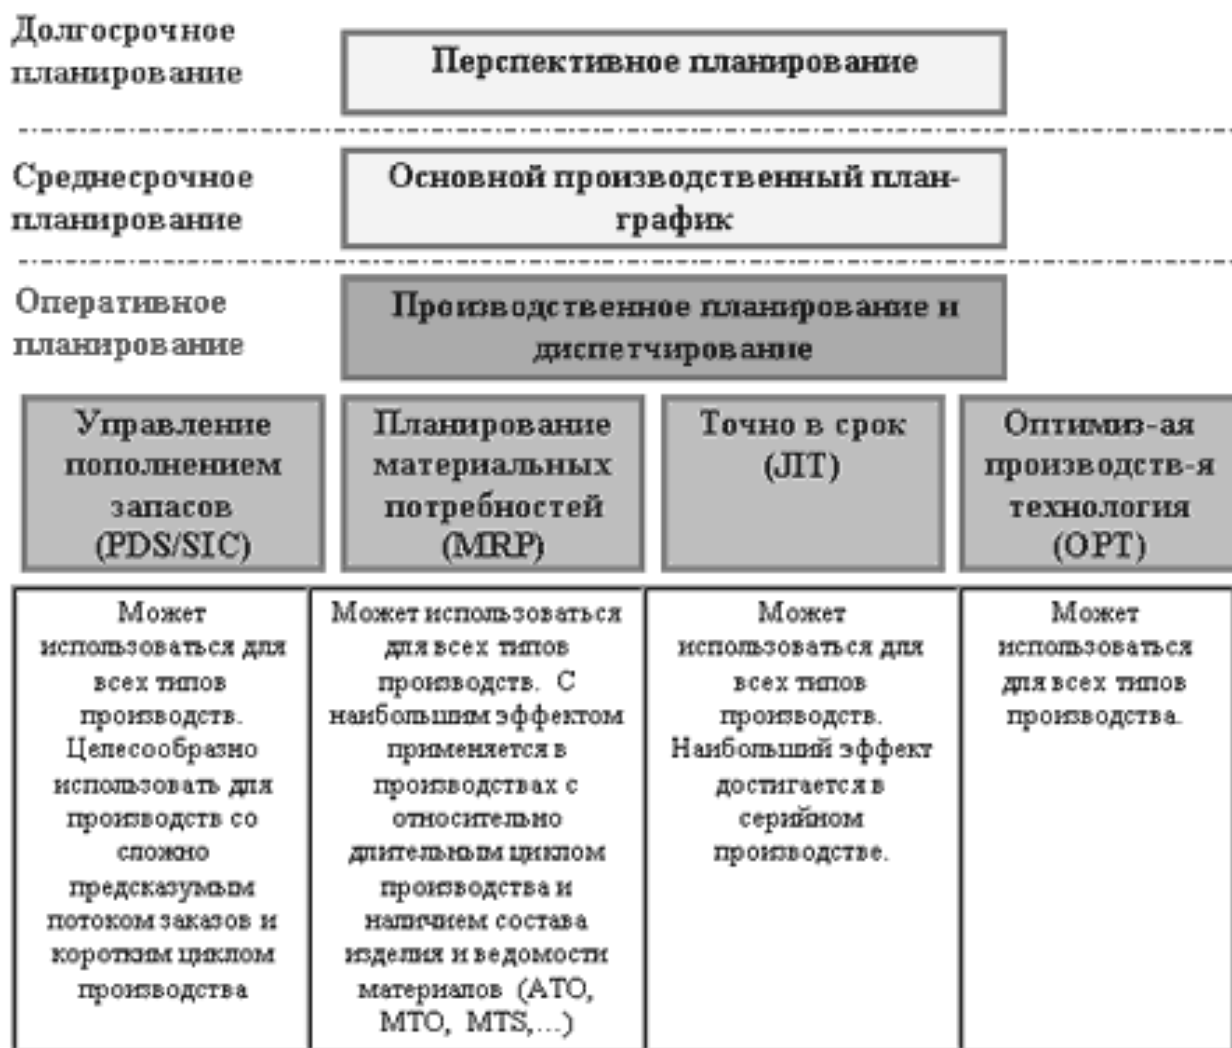 Долгосрочное
планирование
Перспективное планирование
Среднесрочное
планирование
Основной производственный план-
график
Оперативное
планирование
Производственное планирование и
диспетчирование
Управление
пополнением
запасов
(PDS/SIC)
Планирование
материальных
потребностей
(MRP)
Точно в срок
(JIT)
Оптимиз-ая
производств-я
технология
(OPT)
Может
использоваться для
всех типов
производств.
Целесообразно
использовать для
производств со
сложно
предсказумым
потоком заказов и
коротким циклом
производства
Может использоваться
для всех типов
производств. С
наибольшим эффектом
применяется в
производствах с
относительно
длительным циклом
производства и
наличием состава
изделия и ведомости
материалов (ATO,
MTO, MTS,...)
Может
использоваться для
всех типов
производств.
Наибольший эффект
достигается в
серийном
производстве.
Может
использоваться
для всех типов
производства.